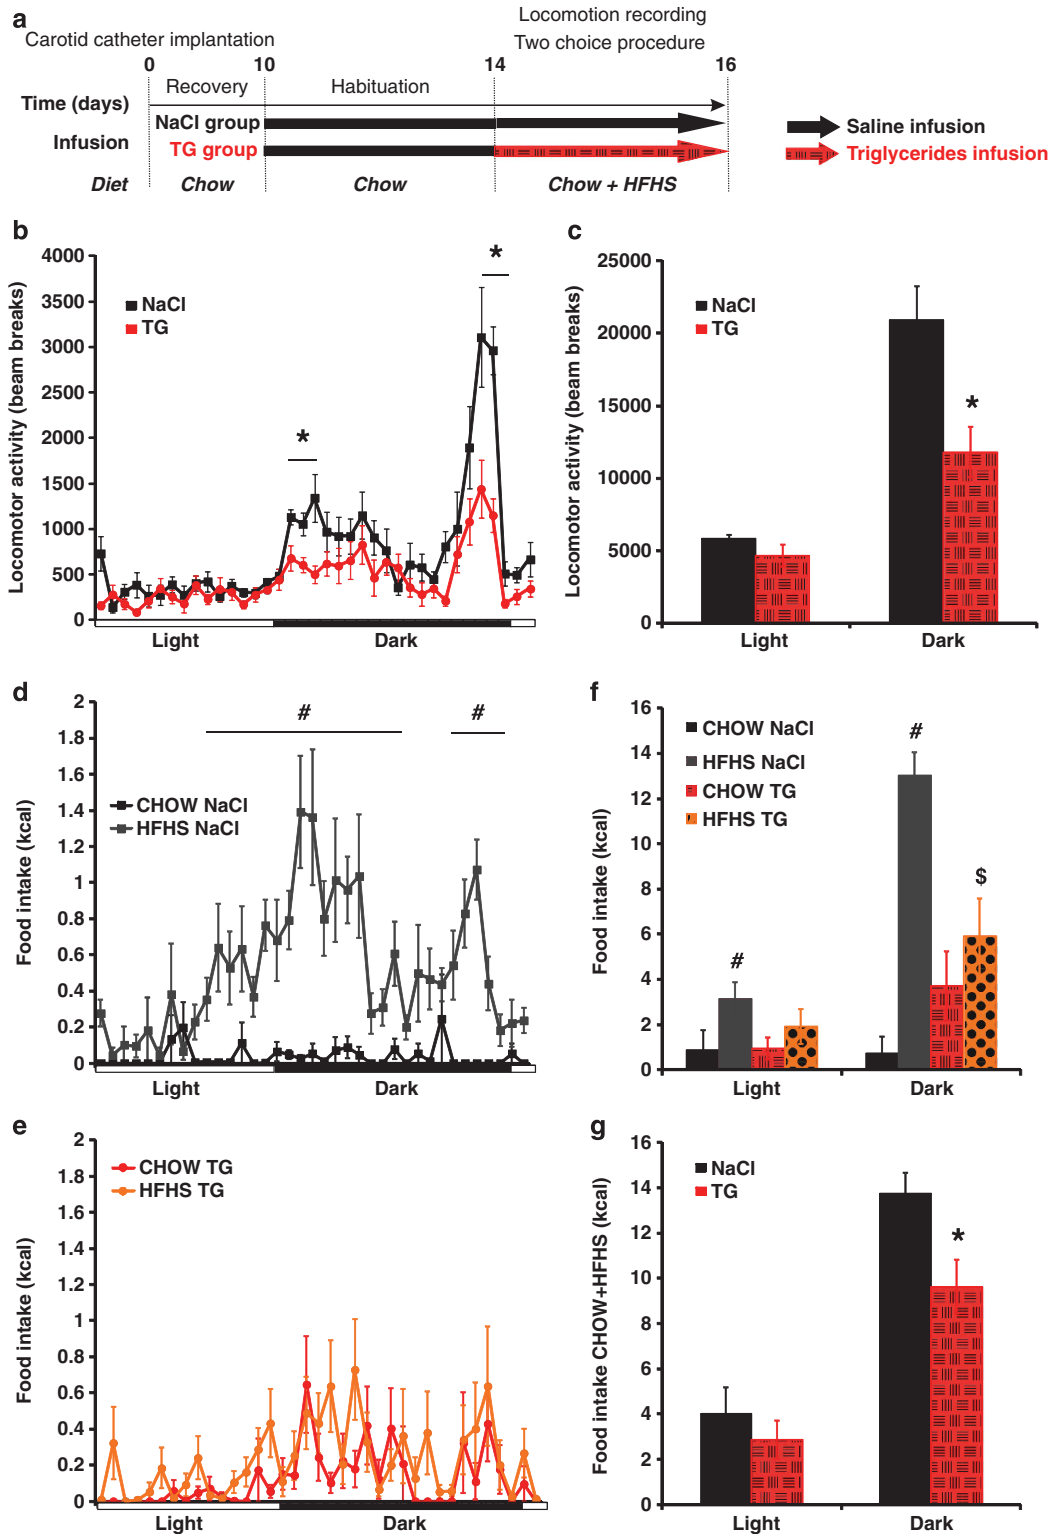 a
Locomotion recording
Carotid catheter implantation
Two choice procedure
0
10
14
16
Recovery
Habituation
Time (days)
NaCl group
Infusion
TG group
Diet
Chow
Chow
Chow + HFHS
Saline infusion
Triglycerides infusion
b
Locomotor activity (beam breaks)
4000
3500
3000
2500
2000
1500
1000
500
0
NaCl
TG
*
*
Light
Dark
c
Locomotor activity (beam breaks)
25000
20000
15000
10000
5000
0
NaCl
TG
*
Light
Dark
d
Food intake (kcal)
2
1.8
1.6
1.4
1.2
1
0.8
0.6
0.4
0.2
0
CHOW NaCl
HFHS NaCl
#
#
Light
Dark
f
Food intake (kcal)
16
14
12
10
8
6
4
2
0
CHOW NaCl
HFHS NaCl
CHOW TG
HFHS TG
#
#
$
Light
Dark
e
Food intake (kcal)
2
1.8
1.6
1.4
1.2
1
0.8
0.6
0.4
0.2
0
CHOW TG
HFHS TG
Light
Dark
g
Food intake CHOW+HFHS (kcal)
16
14
12
10
8
6
4
2
0
NaCl
TG
*
Light
Dark